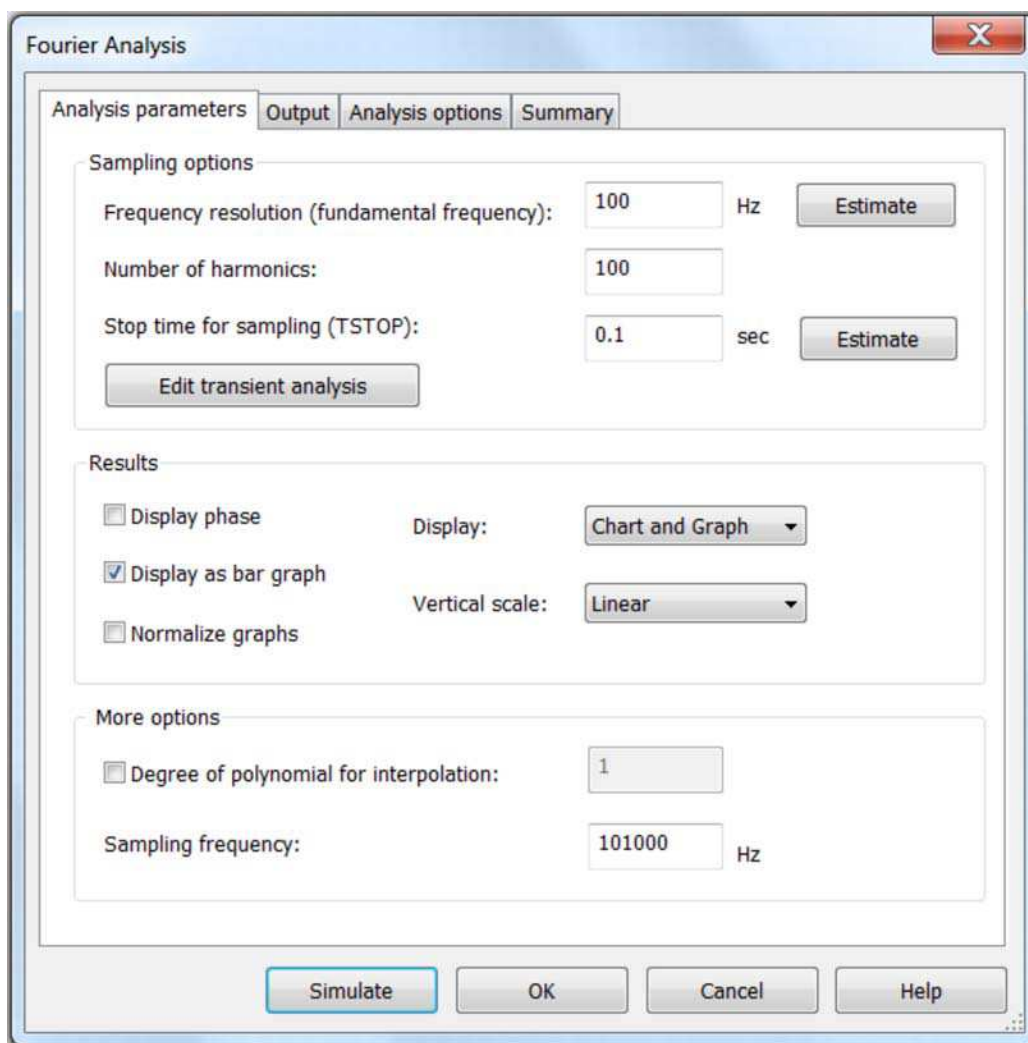 Fourier Analysis
Analysis parameters Output Analysis options Summary
Sampling options
Frequency resolution (fundamental frequency): 100 Hz Estimate
Number of harmonics: 100
Stop time for sampling (TSTOP): 0.1 sec Estimate
Edit transient analysis
Results
Display phase Display: Chart and Graph
Display as bar graph
Vertical scale: Linear
Normalize graphs
More options
Degree of polynomial for interpolation: 1
Sampling frequency: 101000 Hz
Simulate OK Cancel Help